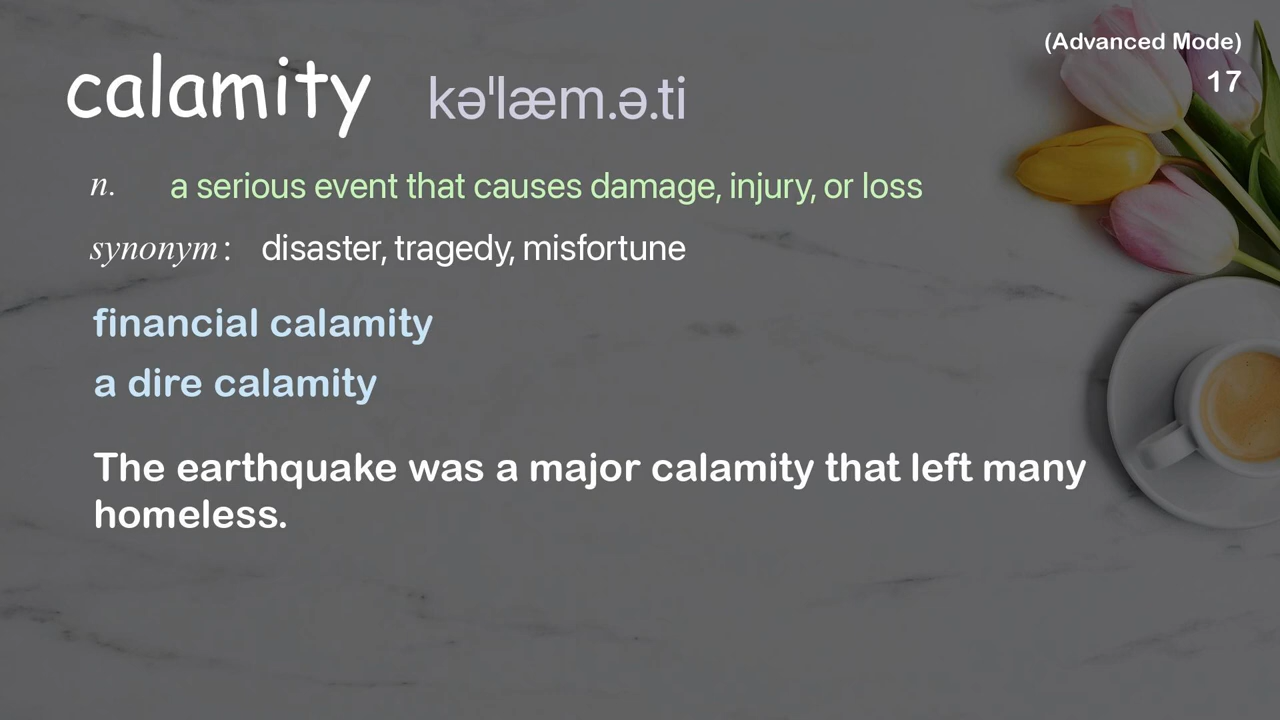 (Advanced Mode)
17
calamity kə'læm.ə.ti
n. a serious event that causes damage, injury, or loss
synonym: disaster, tragedy, misfortune
financial calamity
a dire calamity
The earthquake was a major calamity that left many
homeless.